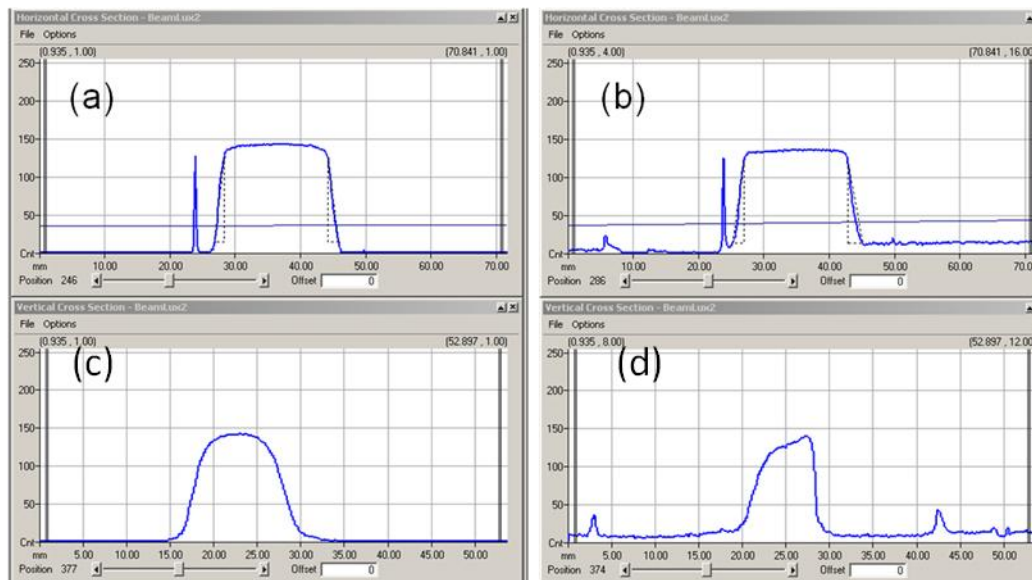 Horizontal Cross Section - BeamLux2
File Options
(0.935 , 1.00) (70.841 , 1.00)
250
200
150
100
50
Cnt
(a)
mm 10.00 20.00 30.00 40.00 50.00 60.00 70.00
Position 246 Offset 0
Horizontal Cross Section - BeamLux2
File Options
(0.935 , 4.00) (70.841 , 16.00
250
200
150
100
50
Cnt
(b)
mm 10.00 20.00 30.00 40.00 50.00 60.00 70.00
Position 286 Offset 0
Vertical Cross Section - BeamLux2
File Options
(0.935 , 1.00) (52.897 , 1.00)
250
200
150
100
50
Cnt
(c)
mm 5.00 10.00 15.00 20.00 25.00 30.00 35.00 40.00 45.00 50.00
Position 377 Offset 0
Vertical Cross Section - BeamLux2
File Options
(0.935 , 8.00) (52.897 , 12.00
250
200
150
100
50
Cnt
(d)
mm 5.00 10.00 15.00 20.00 25.00 30.00 35.00 40.00 45.00 50.00
Position 374 Offset 0